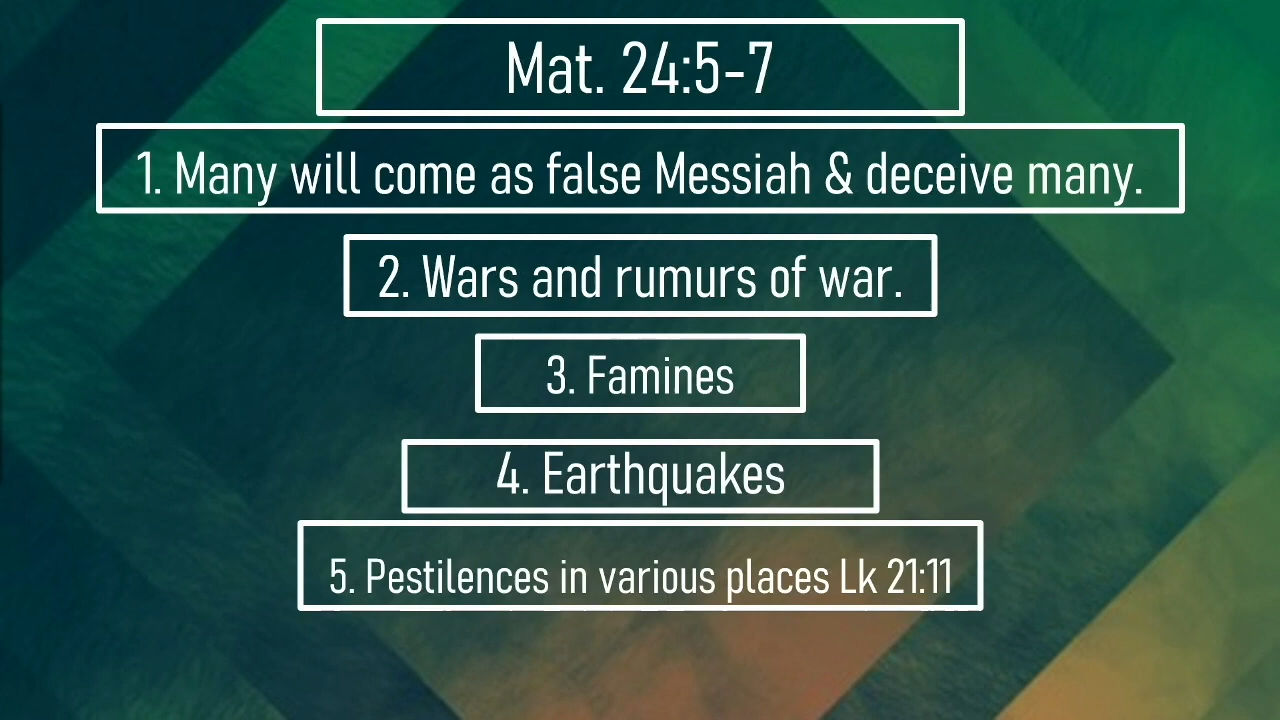 Mat. 24:5-7
1. Many will come as false Messiah & deceive many.
2. Wars and rumurs of war.
3. Famines
4. Earthquakes
5. Pestilences in various places Lk 21:11